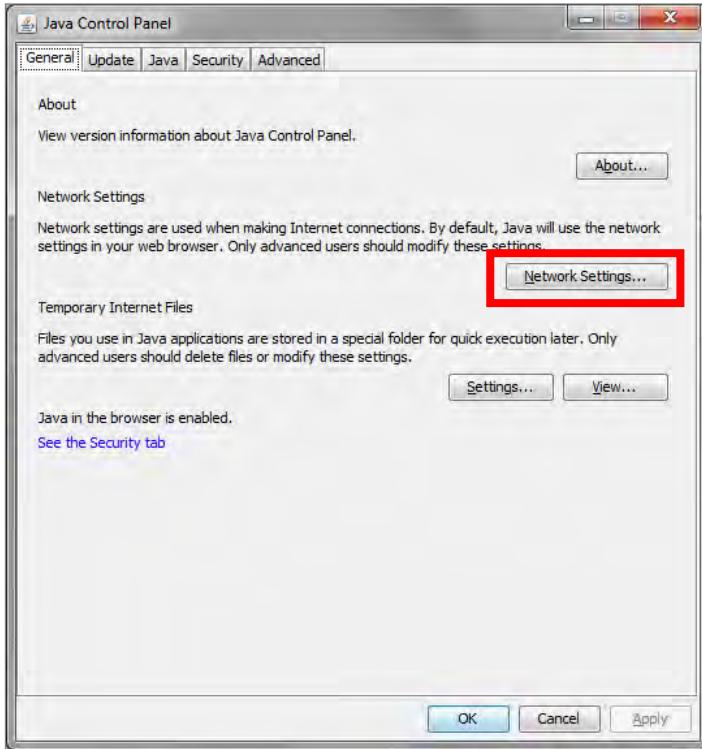 Java Control Panel
General Update Java Security Advanced
About
View version information about Java Control Panel.
About...
Network Settings
Network settings are used when making Internet connections. By default, Java will use the network
settings in your web browser. Only advanced users should modify these settings.
Network Settings...
Temporary Internet Files
Files you use in Java applications are stored in a special folder for quick execution later. Only
advanced users should delete files or modify these settings.
Settings... View...
Java in the browser is enabled.
See the Security tab
OK Cancel Apply